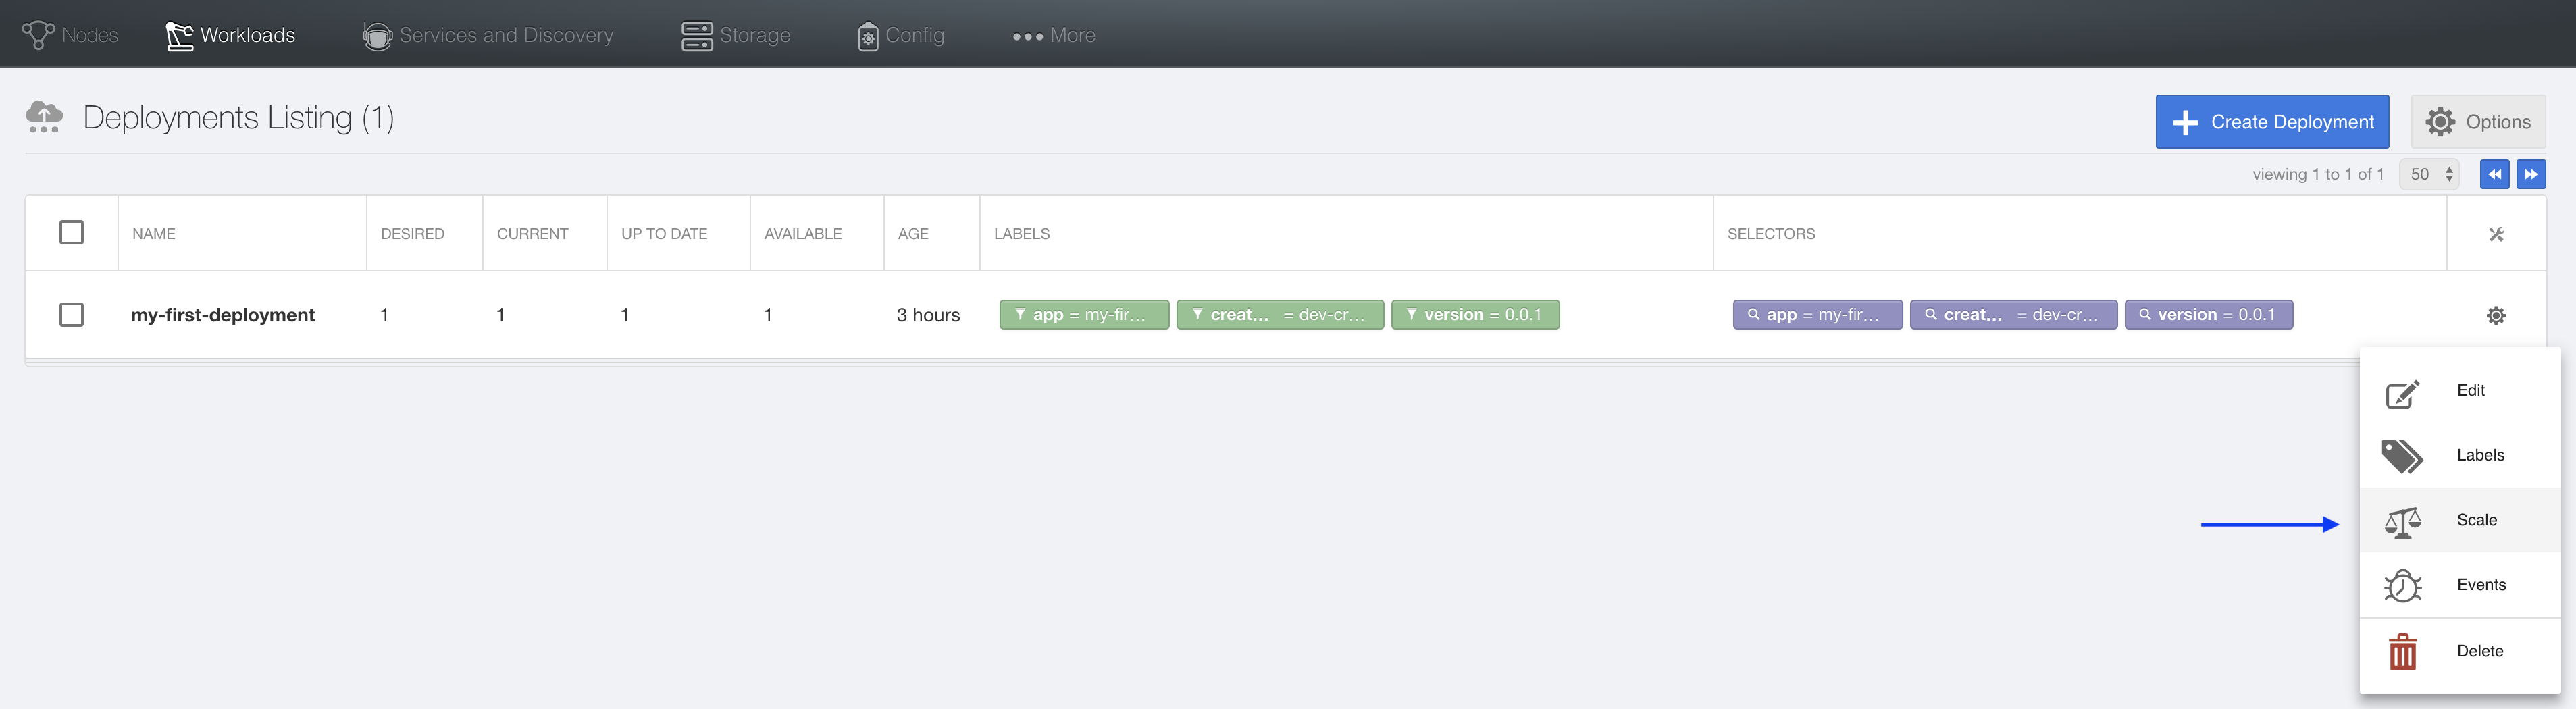 Nodes Workloads Services and Discovery Storage Config More
Deployments Listing (1)
Create Deployment Options
viewing 1 to 1 of 1 50
NAME DESIRED CURRENT UP TO DATE AVAILABLE AGE LABELS SELECTORS
my-first-deployment 1 1 1 1 3 hours app = my-fir... creat... = dev-cr... version = 0.0.1 app = my-fir... creat... = dev-cr... version = 0.0.1
Edit
Labels
Scale
Events
Delete